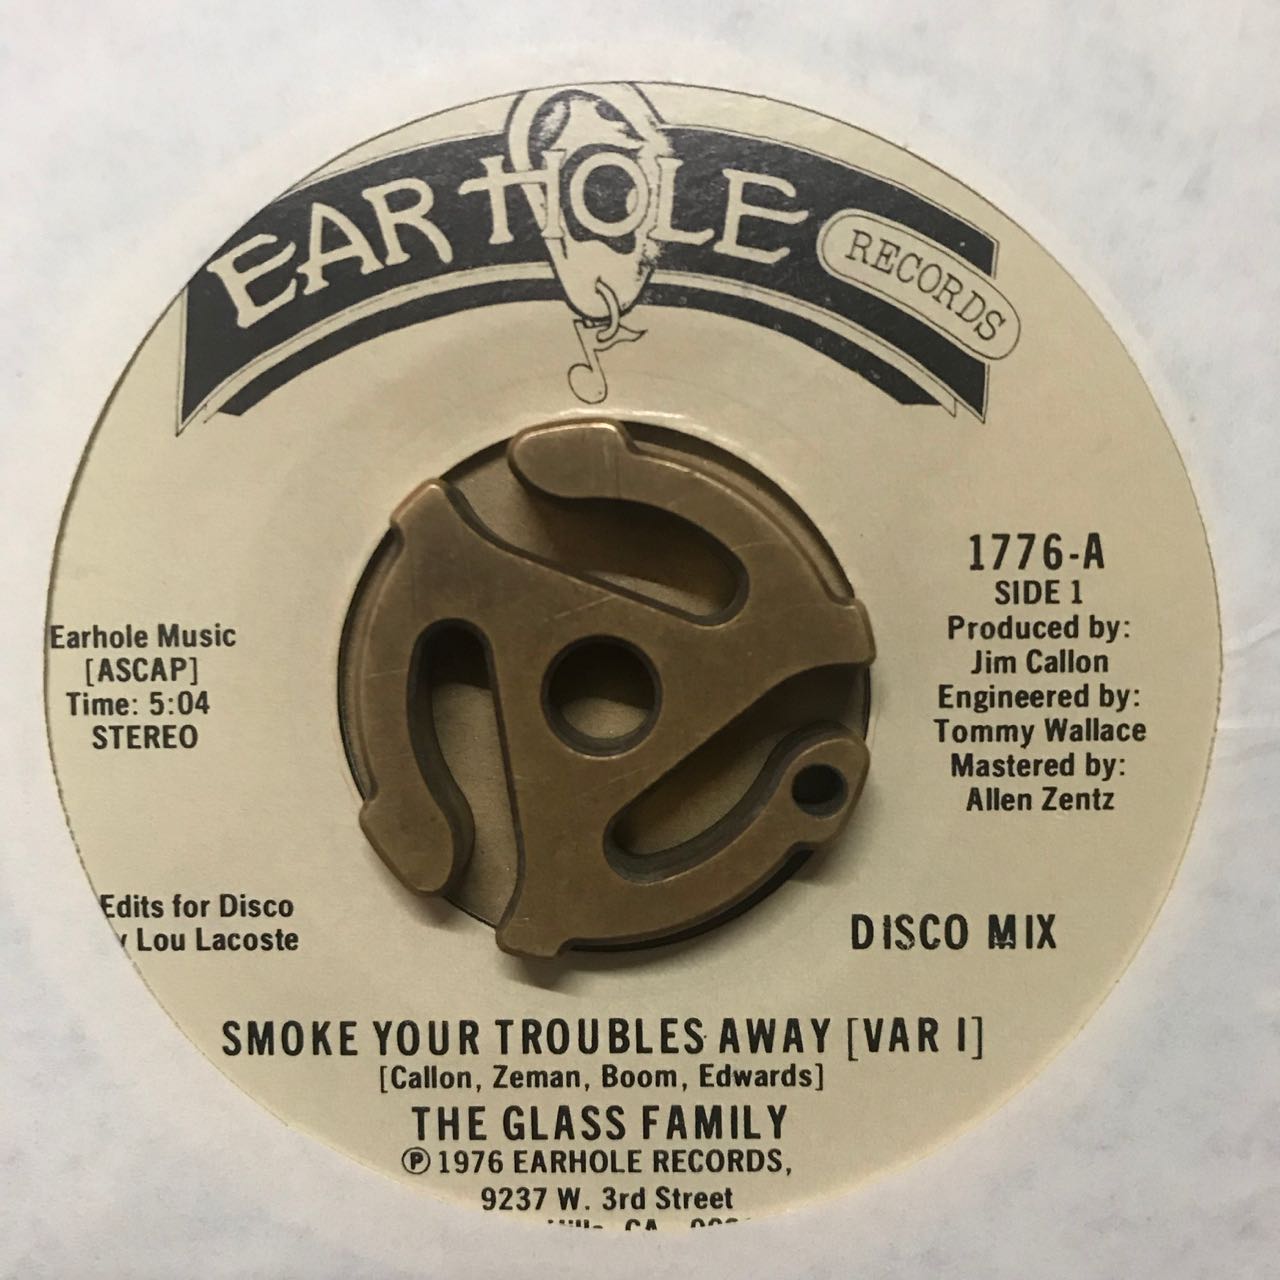 EAR HOLE
RECORDS
1776-A
SIDE 1
Produced by:
Jim Callon
Engineered by:
Tommy Wallace
Mastered by:
Allen Zentz
Earhole Music
[ASCAP]
Time: 5:04
STEREO
Edits for Disco
Lou Lacoste
DISCO MIX
SMOKE YOUR TROUBLES AWAY [VAR I]
[Callon, Zeman, Boom, Edwards]
THE GLASS FAMILY
℗ 1976 EARHOLE RECORDS,
9237 W. 3rd Street
CA